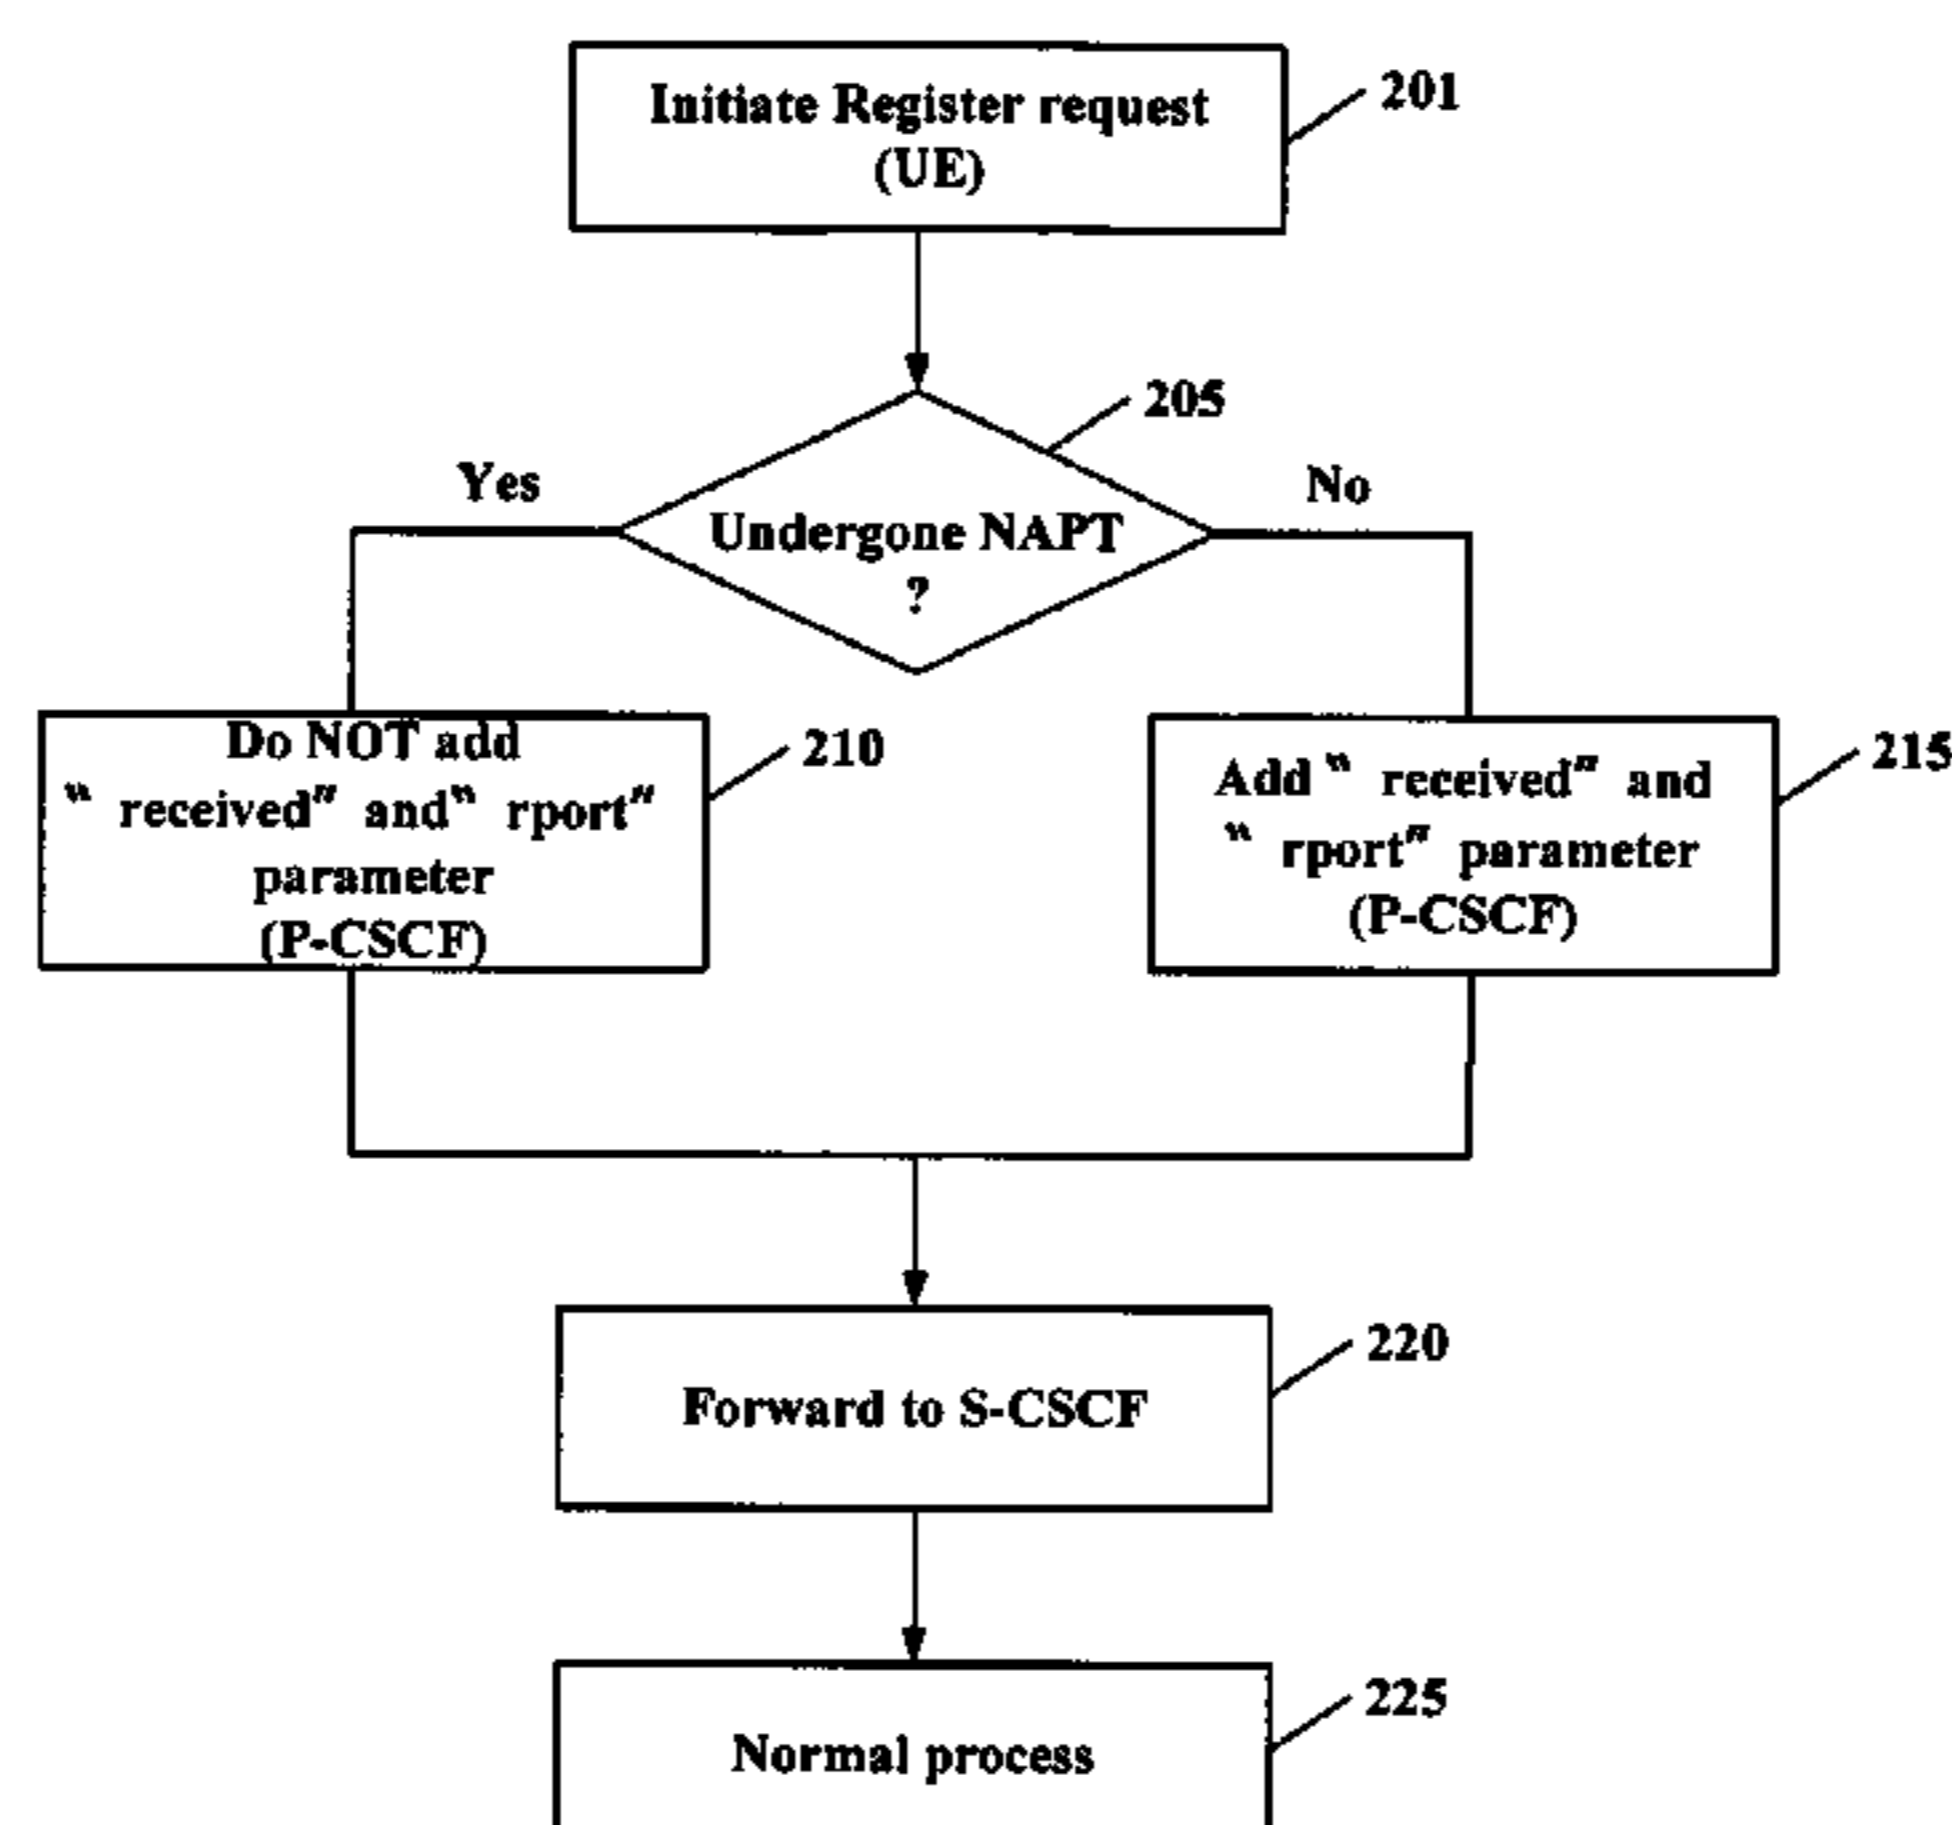 Initiate Register request
(UE)
201
205
Yes
No
Undergone NAPT
?
Do NOT add
“ received” and“ rport”
parameter
(P-CSCF)
210
Add “ received” and
“ rport” parameter
(P-CSCF)
215
Forward to S-CSCF
220
Normal process
225